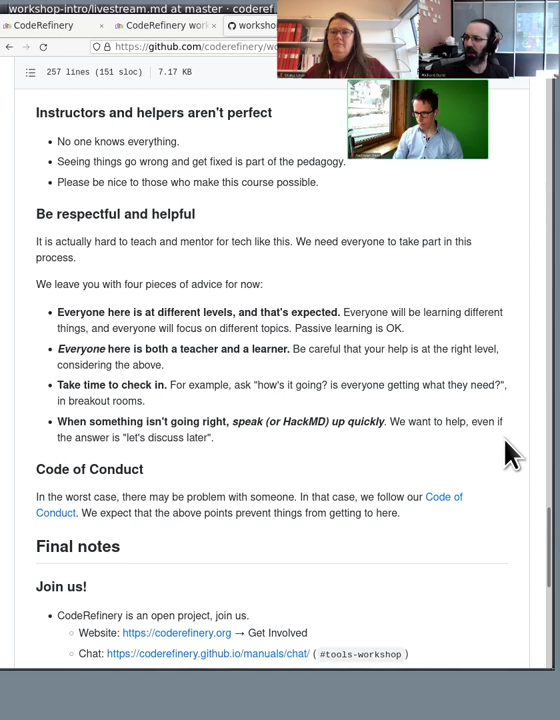 workshop-intro/livestream.md at master · coderef
CodeRefinery ×
CodeRefinery work ×
worksho
https://github.com/coderefinery/wo
257 lines (151 sloc) 7.17 KB
Instructors and helpers aren't perfect
• No one knows everything.
• Seeing things go wrong and get fixed is part of the pedagogy.
• Please be nice to those who make this course possible.
Be respectful and helpful
It is actually hard to teach and mentor for tech like this. We need everyone to take part in this
process.
We leave you with four pieces of advice for now:
• Everyone here is at different levels, and that's expected. Everyone will be learning different
things, and everyone will focus on different topics. Passive learning is OK.
• Everyone here is both a teacher and a learner. Be careful that your help is at the right level,
considering the above.
• Take time to check in. For example, ask "how's it going? is everyone getting what they need?",
in breakout rooms.
• When something isn't going right, speak (or HackMD) up quickly. We want to help, even if
the answer is "let's discuss later".
Code of Conduct
In the worst case, there may be problem with someone. In that case, we follow our Code of
Conduct. We expect that the above points prevent things from getting to here.
Final notes
Join us!
• CodeRefinery is an open project, join us.
○ Website: https://coderefinery.org → Get Involved
○ Chat: https://coderefinery.github.io/manuals/chat/ ( #tools-workshop )